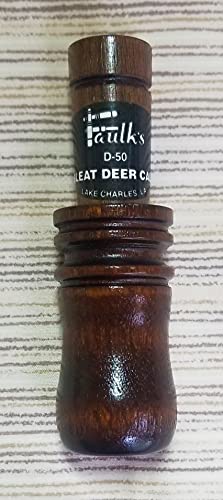 Faulk's
D-50
LEAT DEER CA
LAKE CHARLES, LA